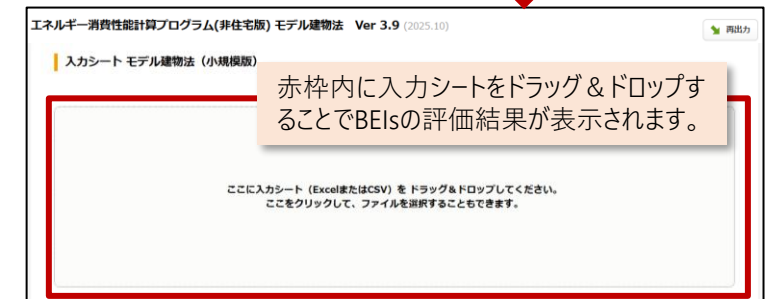 エネルギー消費性能計算プログラム(非住宅版) モデル建物法 Ver 3.9 (2025.10)
再出力
入力シート モデル建物法（小規模版）
赤枠内に入力シートをドラッグ＆ドロップす
ることでBEIsの評価結果が表示されます。
ここに入力シート（ExcelまたはCSV）を ドラッグ&ドロップしてください。
ここをクリックして、ファイルを選択することもできます。